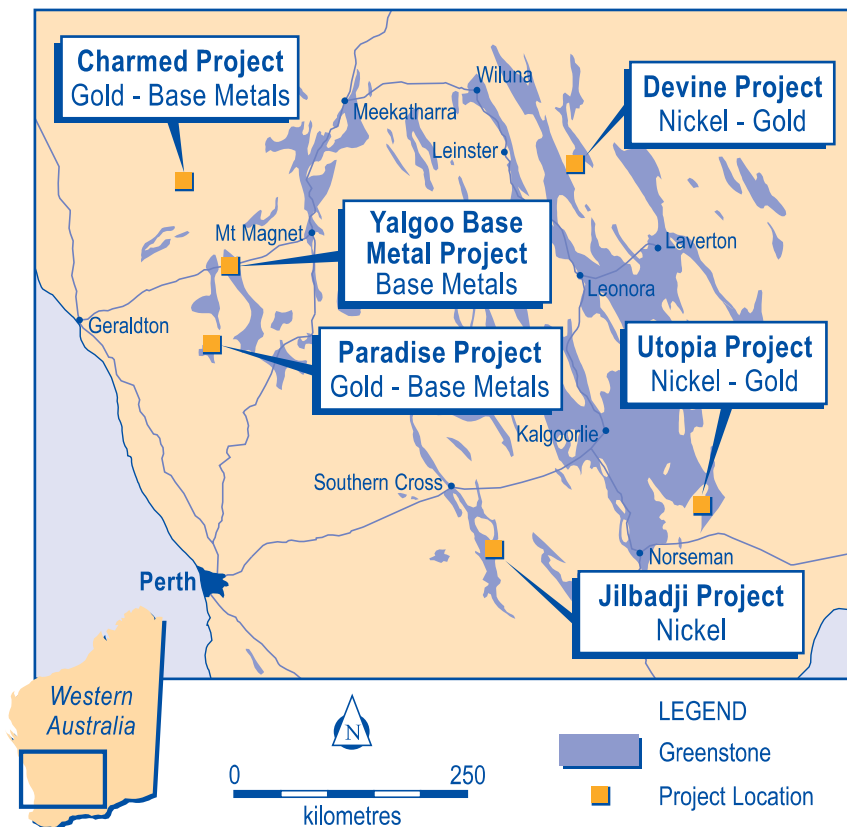 Charmed Project
Gold - Base Metals
Wiluna
Meekatharra
Devine Project
Nickel - Gold
Leinster
Mt Magnet
Yalgoo Base
Metal Project
Base Metals
Laverton
Leonora
Geraldton
Paradise Project
Gold - Base Metals
Utopia Project
Nickel - Gold
Kalgoorlie
Southern Cross
Norseman
Perth
Jilbadji Project
Nickel
Western
Australia
N
0 250
kilometres
LEGEND
Greenstone
Project Location